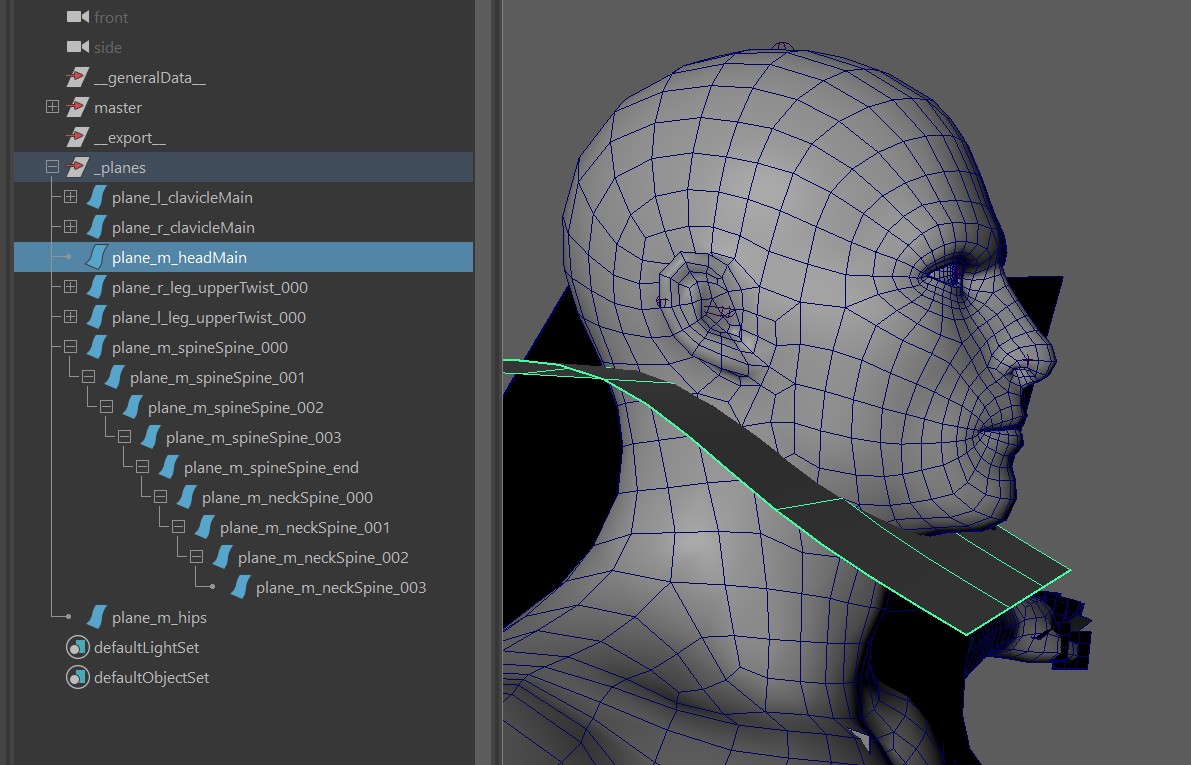 front
side
__generalData__
master
__export__
_planes
plane_l_clavicleMain
plane_r_clavicleMain
plane_m_headMain
plane_r_leg_upperTwist_000
plane_l_leg_upperTwist_000
plane_m_spineSpine_000
plane_m_spineSpine_001
plane_m_spineSpine_002
plane_m_spineSpine_003
plane_m_spineSpine_end
plane_m_neckSpine_000
plane_m_neckSpine_001
plane_m_neckSpine_002
plane_m_neckSpine_003
plane_m_hips
defaultLightSet
defaultObjectSet